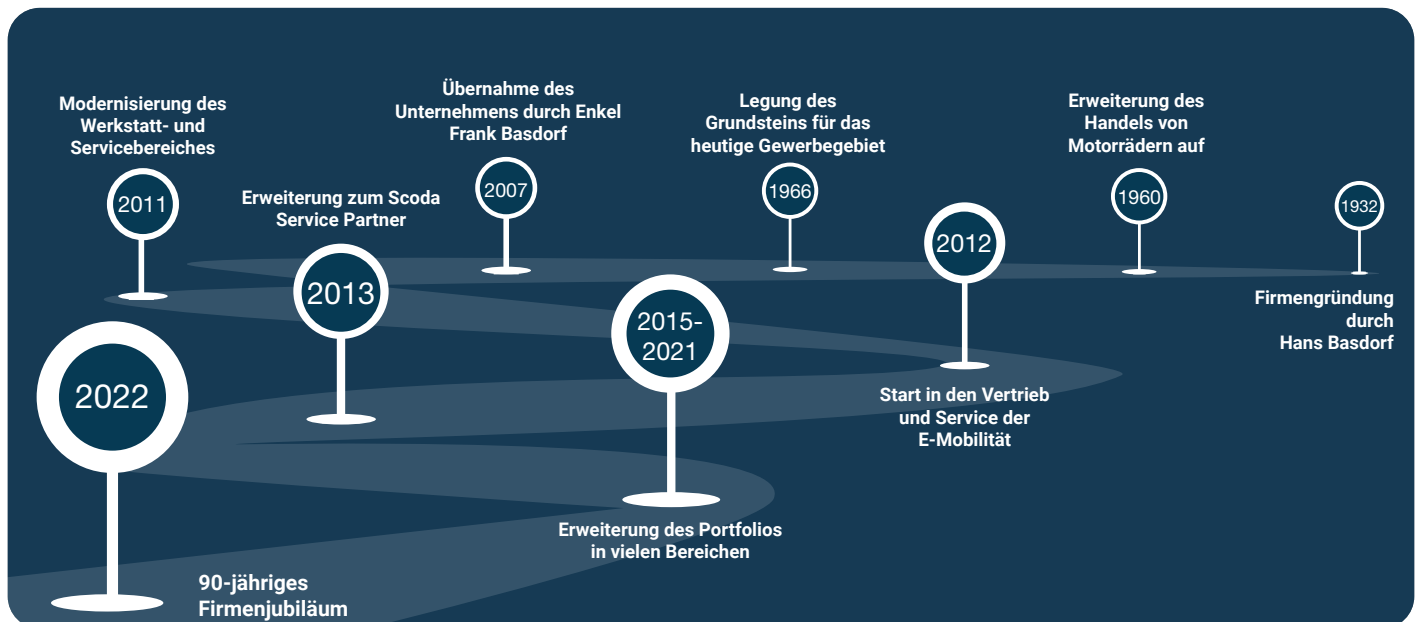 Modernisierung des
Werkstatt- und
Servicebereiches
2011
Erweiterung zum Scoda
Service Partner
2013
Übernahme des
Unternehmens durch Enkel
Frank Basdorf
2007
Legung des
Grundsteins für das
heutige Gewerbegebiet
1966
Erweiterung des
Handels von
Motorrädern auf
1960
1932
Firmengründung
durch
Hans Basdorf
2012
Start in den Vertrieb
und Service der
E-Mobilität
2015-
2021
Erweiterung des Portfolios
in vielen Bereichen
2022
90-jähriges
Firmenjubiläum